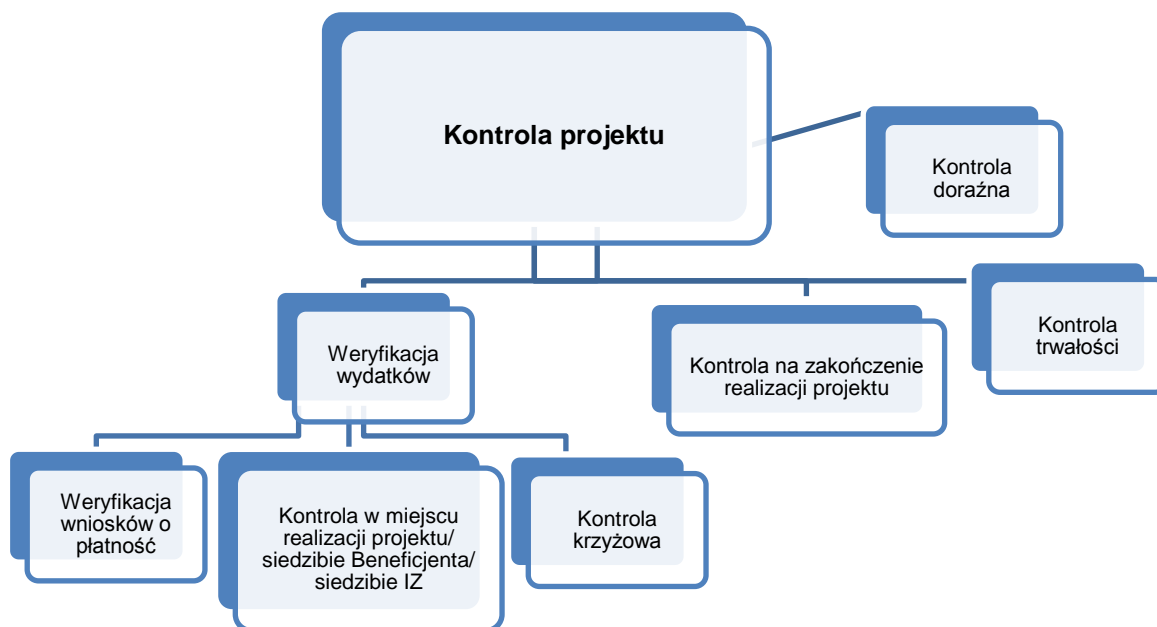 Kontrola projektu
Kontrola
doraźna
Weryfikacja
wydatków
Kontrola na zakończenie
realizacji projektu
Kontrola
trwałości
Weryfikacja
wniosków o
płatność
Kontrola w miejscu
realizacji projektu/
siedzibie Beneficjenta/
siedzibie IZ
Kontrola
krzyżowa